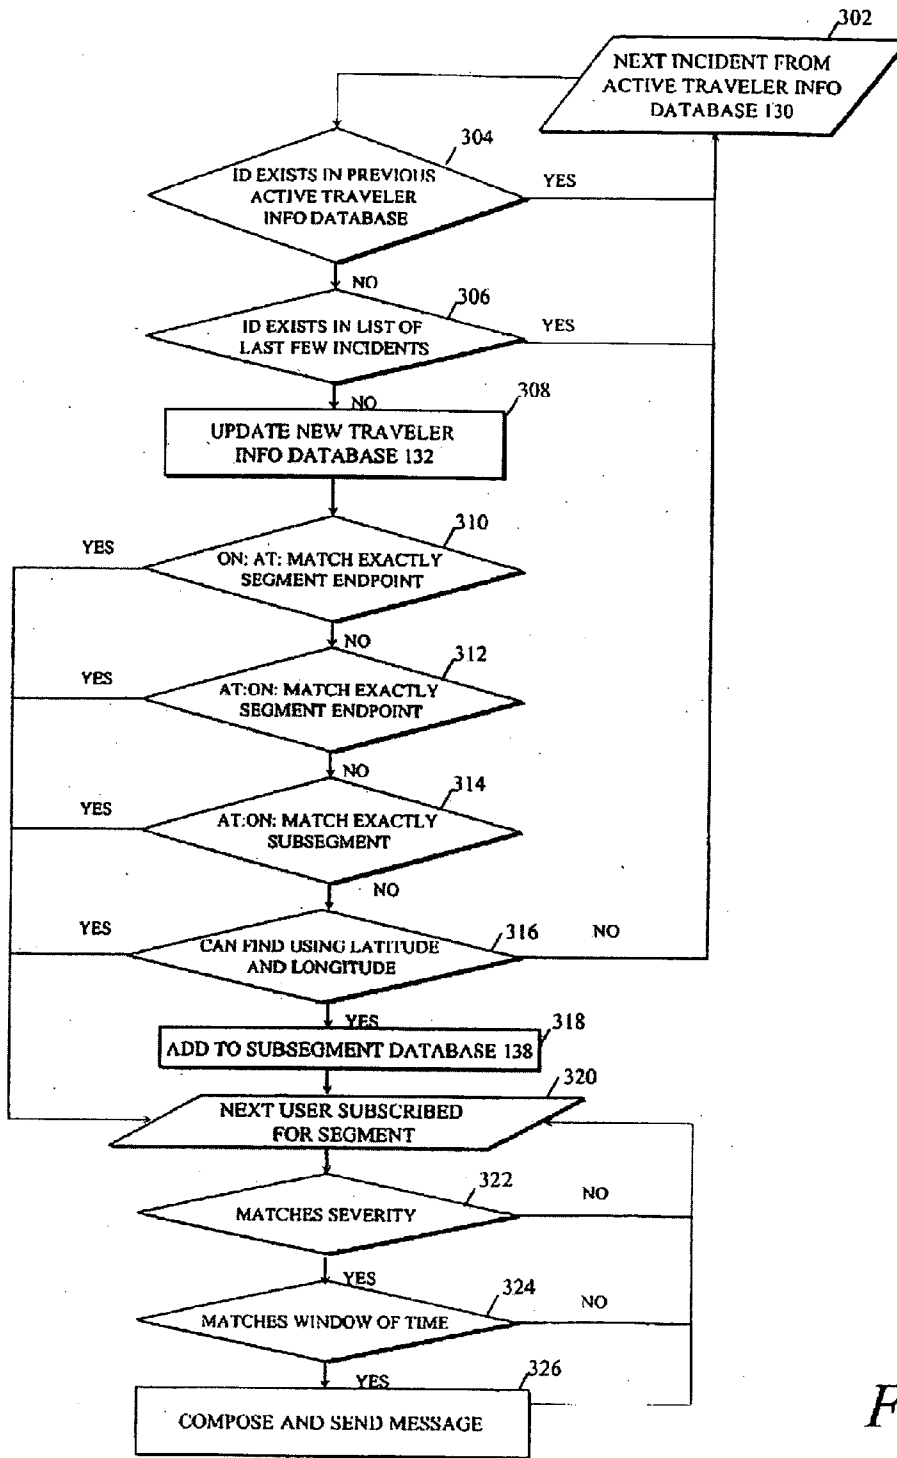 302
NEXT INCIDENT FROM
ACTIVE TRAVELER INFO
DATABASE 130
304
ID EXISTS IN PREVIOUS
ACTIVE TRAVELER
INFO DATABASE
YES
NO
306
ID EXISTS IN LIST OF
LAST FEW INCIDENTS
YES
NO
308
UPDATE NEW TRAVELER
INFO DATABASE 132
310
YES
ON: AT: MATCH EXACTLY
SEGMENT ENDPOINT
NO
312
YES
AT:ON: MATCH EXACTLY
SEGMENT ENDPOINT
NO
314
YES
AT:ON: MATCH EXACTLY
SUBSEGMENT
NO
YES
316
NO
CAN FIND USING LATITUDE
AND LONGITUDE
YES
318
ADD TO SUBSEGMENT DATABASE 138
320
NEXT USER SUBSCRIBED
FOR SEGMENT
322
NO
MATCHES SEVERITY
YES
324
NO
MATCHES WINDOW OF TIME
YES
326
COMPOSE AND SEND MESSAGE
F